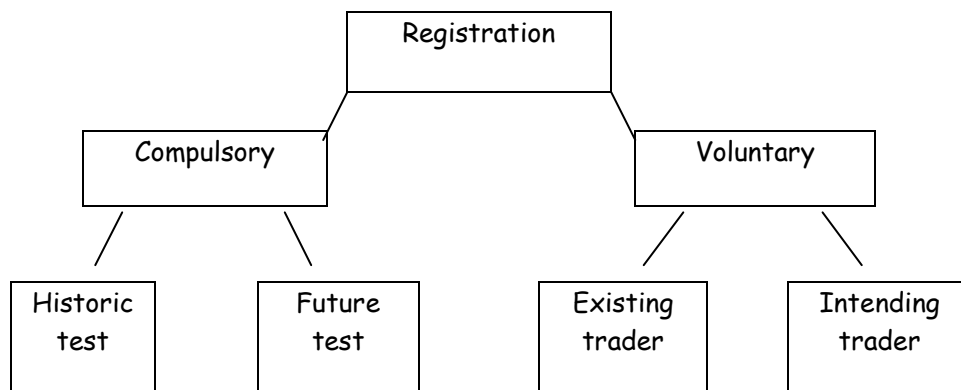 Registration
Compulsory
Voluntary
Historic
test
Future
test
Existing
trader
Intending
trader